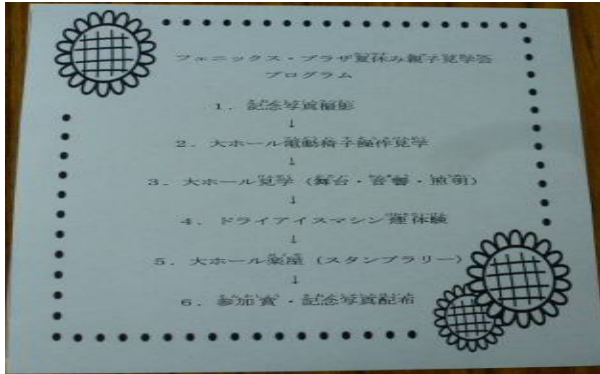 フェニックス・プラザ夏休み親子見学会
プログラム
1．記念写真撮影
↓
2．大ホール電動椅子操作見学
↓
3．大ホール見学（舞台・音響・照明）
↓
4．ドライアイスマシン 体験
↓
5．大ホール楽屋（スタンプラリー）
↓
6．参加賞・記念写真配布